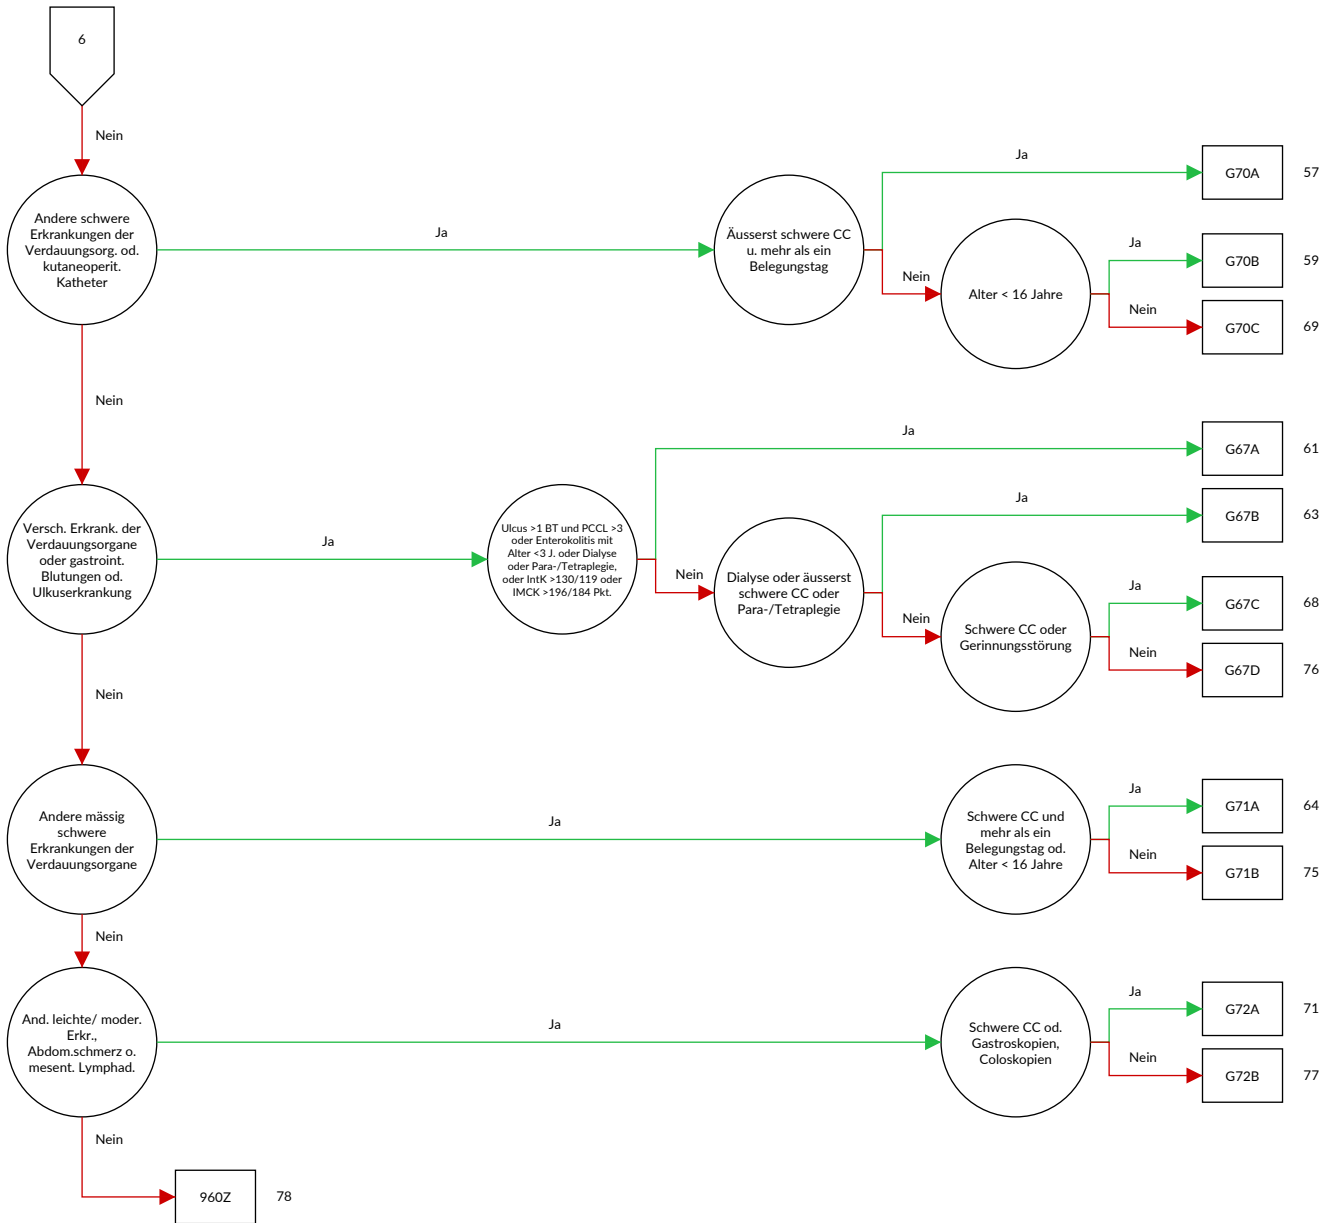 6
Nein
Andere schwere
Erkrankungen der
Verdauungsorg. od.
kutaneoperit.
Katheter
Ja
Äusserst schwere CC
u. mehr als ein
Belegungstag
Ja
G70A
57
Nein
Alter < 16 Jahre
Ja
G70B
59
Nein
G70C
69
Nein
Versch. Erkrank. der
Verdauungsorgane
oder gastroint.
Blutungen od.
Ulkuserkrankung
Ja
Ulcus >1 BT und PCCL >3
oder Enterokolitis mit
Alter <3 J. oder Dialyse
oder Para-/Tetraplegie,
oder IntK >130/119 oder
IMCK >196/184 Pkt.
Ja
G67A
61
Nein
Dialyse oder äusserst
schwere CC oder
Para-/Tetraplegie
Ja
G67B
63
Nein
Schwere CC oder
Gerinnungsstörung
Ja
G67C
68
Nein
G67D
76
Nein
Andere mässig
schwere
Erkrankungen der
Verdauungsorgane
Ja
Schwere CC und
mehr als ein
Belegungstag od.
Alter < 16 Jahre
Ja
G71A
64
Nein
G71B
75
Nein
And. leichte/ moder.
Erkr.,
Abdom.schmerz o.
mesent. Lymphad.
Ja
Schwere CC od.
Gastroskopien,
Coloskopien
Ja
G72A
71
Nein
G72B
77
Nein
960Z
78